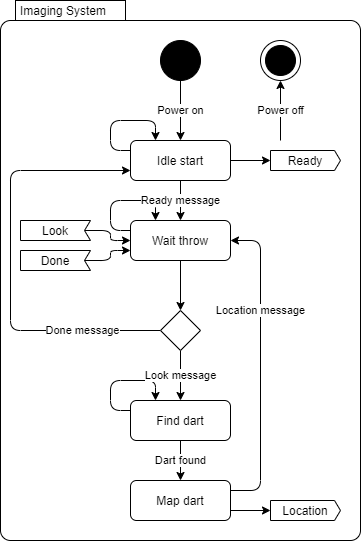 Imaging System
Power on
Power off
Idle start
Ready
Ready message
Look
Wait throw
Done
Location message
Done message
Look message
Find dart
Dart found
Map dart
Location